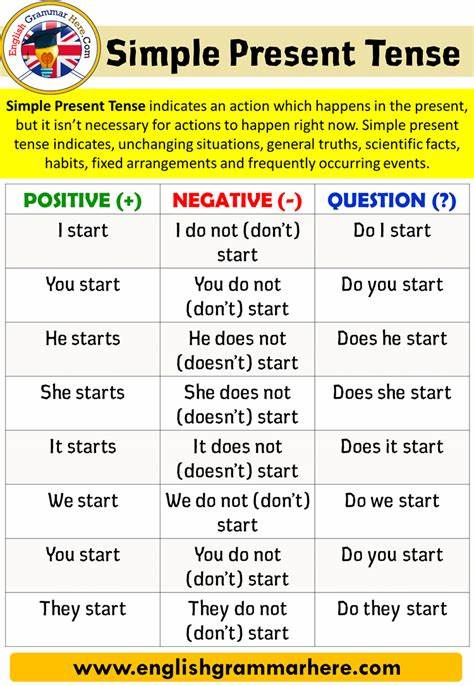 English Grammar Here.Com
Simple Present Tense
Simple Present Tense indicates an action which happens in the present,
but it isn't necessary for actions to happen right now. Simple present
tense indicates, unchanging situations, general truths, scientific facts,
habits, fixed arrangements and frequently occurring events.
POSITIVE (+) NEGATIVE (-) QUESTION (?)
I start I do not (don't) Do I start
start
You start You do not Do you start
(don't) start
He starts He does not Does he start
(doesn't) start
She starts She does not Does she start
(doesn't) start
It starts It does not Does it start
(doesn't) start
We start We do not (don't) Do we start
start
You start You do not Do you start
(don't) start
They start They do not Do they start
(don't) start
www.englishgrammarhere.com